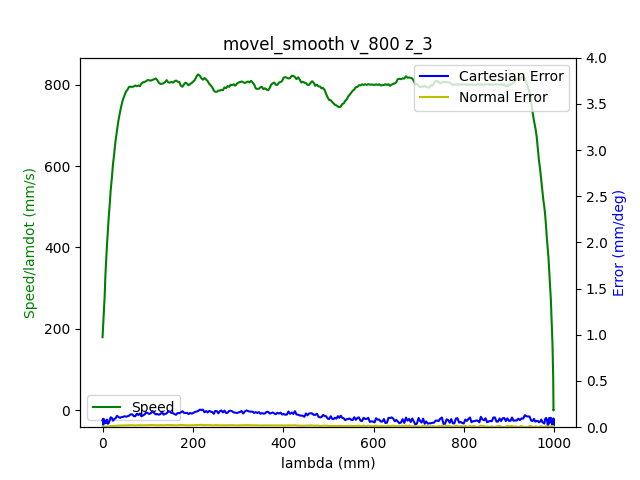 movel_smooth v_800 z_3
Cartesian Error
Normal Error
Speed
Speed/lamdot (mm/s)
800
600
400
200
0
4.0
3.5
3.0
2.5
2.0
1.5
1.0
0.5
0.0
Error (mm/deg)
0 200 400 600 800 1000
lambda (mm)